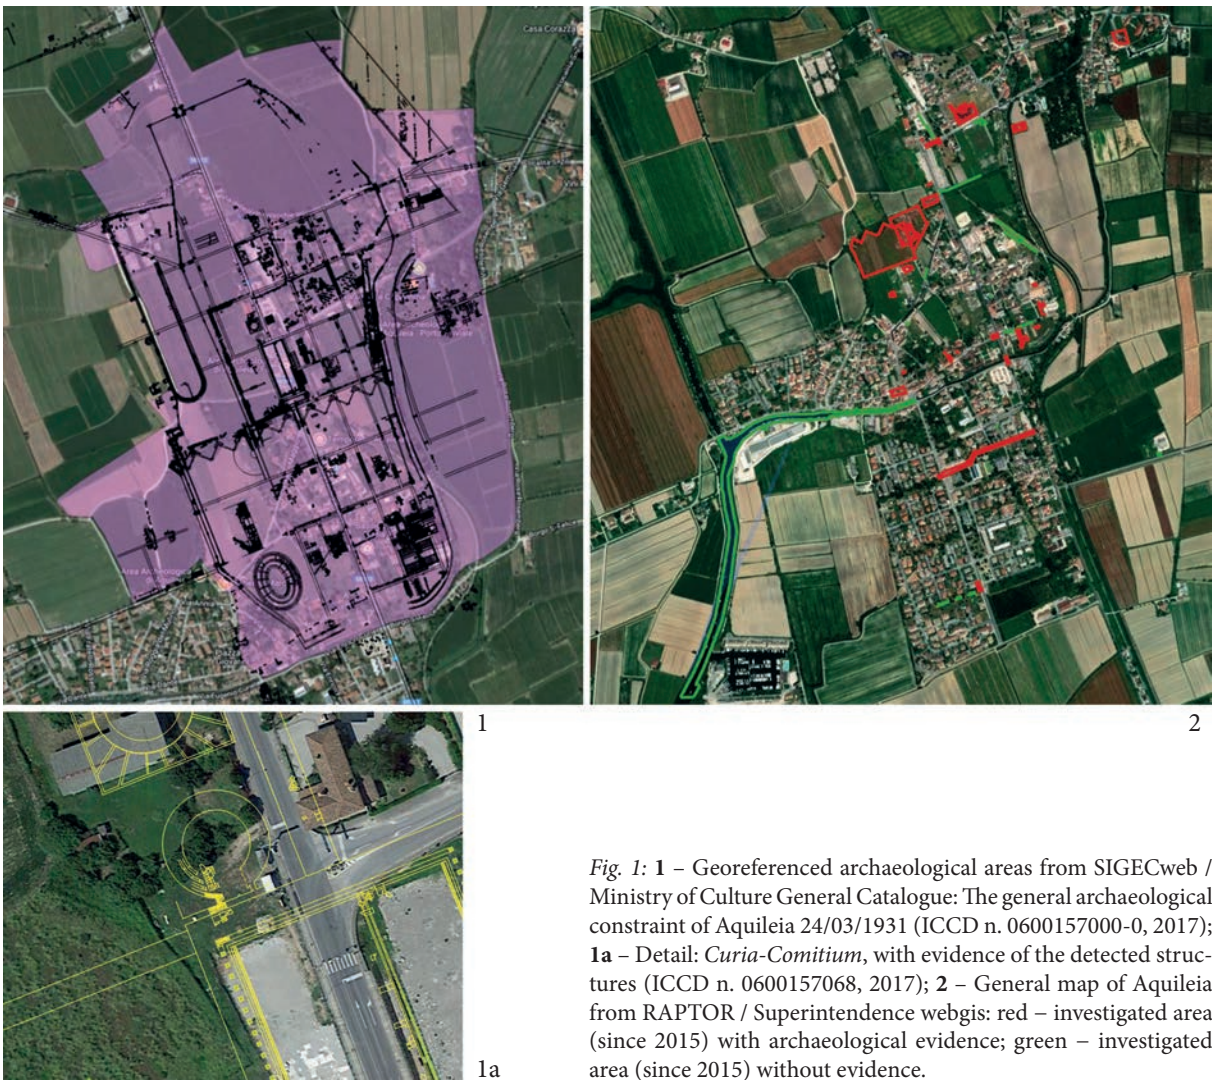 Casa Corazza
1
2
1a
Fig. 1: 1 – Georeferenced archaeological areas from SIGECweb /
Ministry of Culture General Catalogue: The general archaeological
constraint of Aquileia 24/03/1931 (ICCD n. 0600157000-0, 2017);
1a – Detail: Curia-Comitium, with evidence of the detected struc-
tures (ICCD n. 0600157068, 2017); 2 – General map of Aquileia
from RAPTOR / Superintendence webgis: red – investigated area
(since 2015) with archaeological evidence; green – investigated
area (since 2015) without evidence.